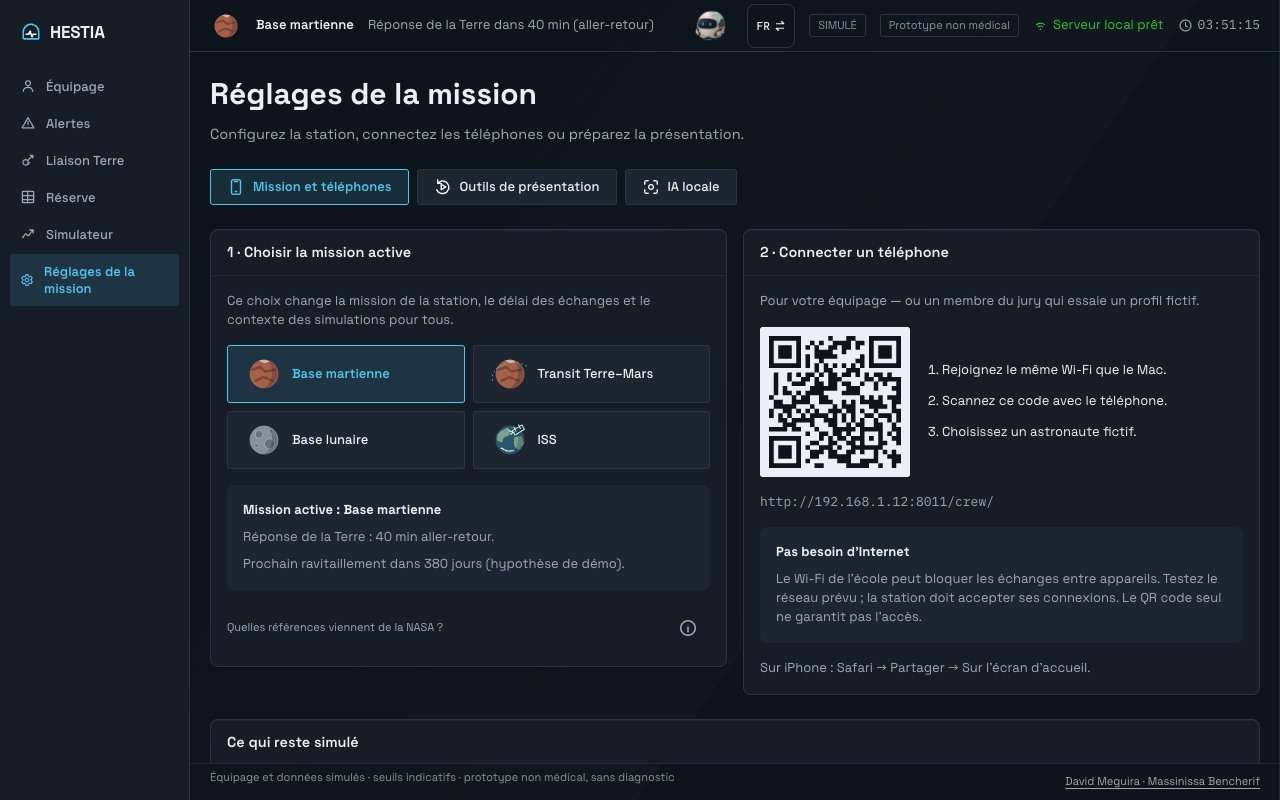 HESTIA
Équipage
Alertes
Liaison Terre
Réserve
Simulateur
Réglages de la
mission
Base martienne Réponse de la Terre dans 40 min (aller-retour) FR SIMULÉ Prototype non médical Serveur local prêt 03:51:15
Réglages de la mission
Configurez la station, connectez les téléphones ou préparez la présentation.
Mission et téléphones Outils de présentation IA locale
1 · Choisir la mission active
Ce choix change la mission de la station, le délai des échanges et le
contexte des simulations pour tous.
Base martienne Transit Terre–Mars
Base lunaire ISS
Mission active : Base martienne
Réponse de la Terre : 40 min aller-retour.
Prochain ravitaillement dans 380 jours (hypothèse de démo).
Quelles références viennent de la NASA ?
2 · Connecter un téléphone
Pour votre équipage — ou un membre du jury qui essaie un profil fictif.
1. Rejoignez le même Wi-Fi que le Mac.
2. Scannez ce code avec le téléphone.
3. Choisissez un astronaute fictif.
http://192.168.1.12:8011/crew/
Pas besoin d’Internet
Le Wi-Fi de l’école peut bloquer les échanges entre appareils. Testez le
réseau prévu ; la station doit accepter ses connexions. Le QR code seul
ne garantit pas l’accès.
Sur iPhone : Safari → Partager → Sur l’écran d’accueil.
Ce qui reste simulé
Équipage et données simulés · seuils indicatifs · prototype non médical, sans diagnostic
David Meguira · Massinissa Bencherif